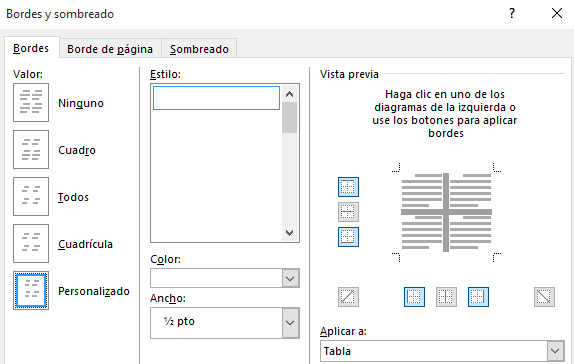 Bordes y sombreado
?
Bordes
Borde de página
Sombreado
Valor:
Ninguno
Cuadro
Todos
Cuadrícula
Personalizado
Estilo:
Color:
Ancho:
½ pto
Vista previa
Haga clic en uno de los
diagramas de la izquierda o
use los botones para aplicar
bordes
Aplicar a:
Tabla